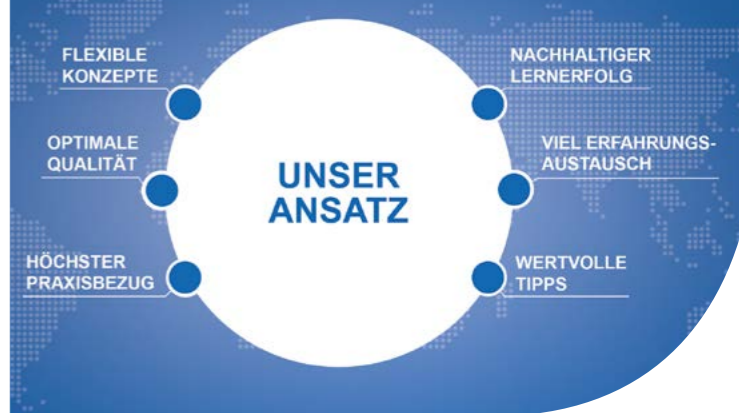 FLEXIBLE
KONZEPTE
OPTIMALE
QUALITÄT
HÖCHSTER
PRAXISBEZUG
UNSER
ANSATZ
NACHHALTIGER
LERNERFOLG
VIEL ERFAHRUNGS-
AUSTAUSCH
WERTVOLLE
TIPPS